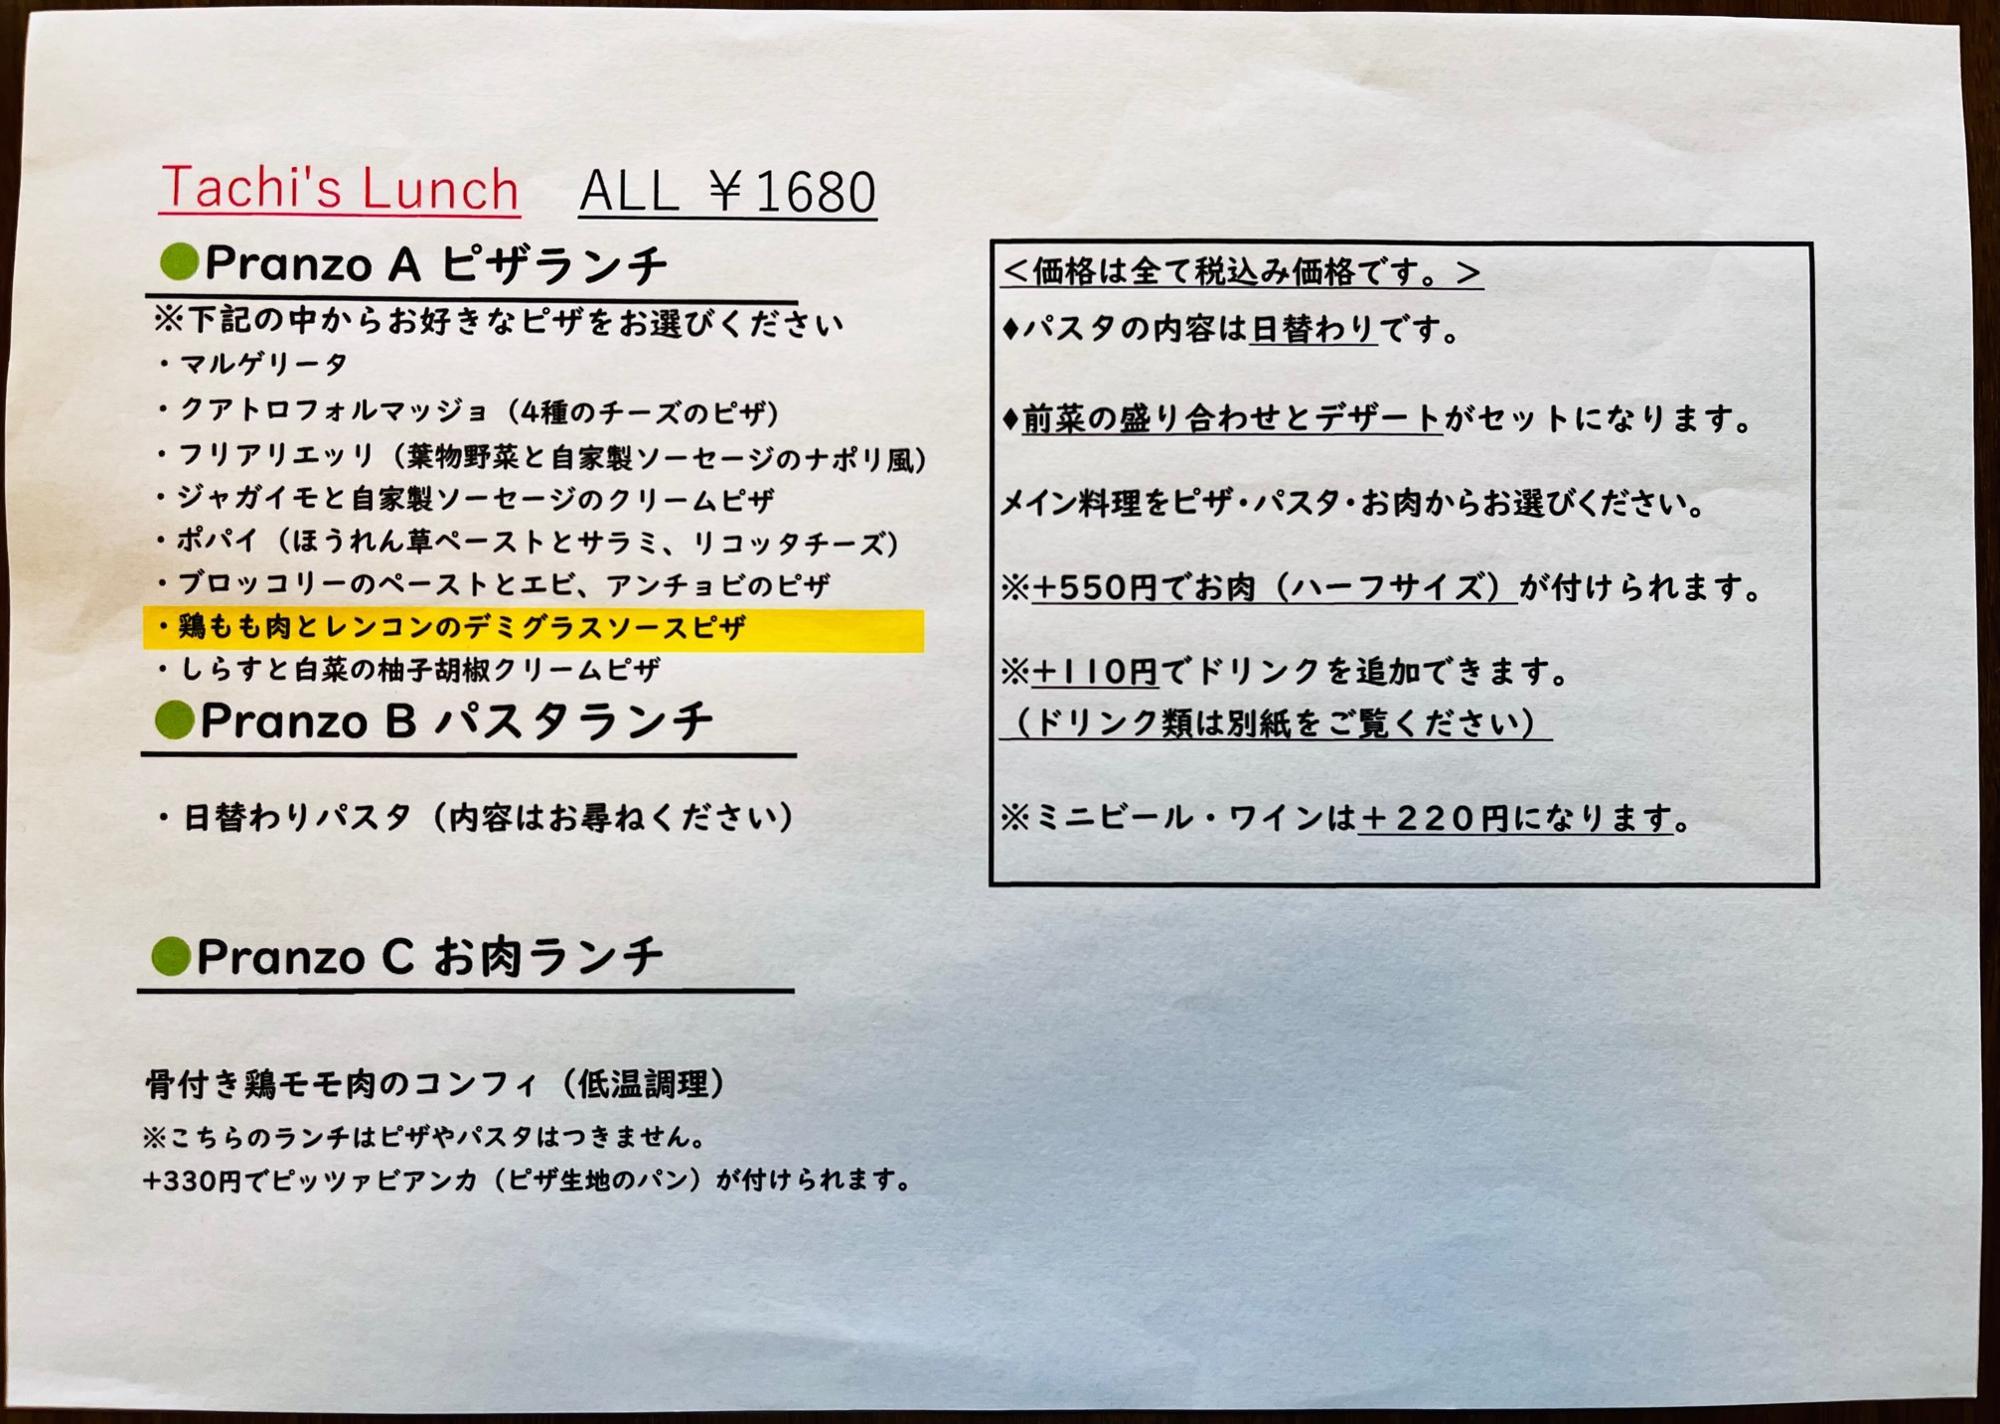 Tachi's Lunch ALL ￥1680
●Pranzo A ピザランチ
※下記の中からお好きなピザをお選びください
・マルゲリータ
・クアトロフォルマッジョ（4種のチーズのピザ）
・フリアリエッリ（葉物野菜と自家製ソーセージのナポリ風）
・ジャガイモと自家製ソーセージのクリームピザ
・ポパイ（ほうれん草ペーストとサラミ、リコッタチーズ）
・ブロッコリーのペーストとエビ、アンチョビのピザ
・鶏もも肉とレンコンのデミグラスソースピザ
・しらすと白菜の柚子胡椒クリームピザ
●Pranzo B パスタランチ
・日替わりパスタ（内容はお尋ねください）
●Pranzo C お肉ランチ
骨付き鶏モモ肉のコンフィ（低温調理）
※こちらのランチはピザやパスタはつきません。
+330円でピッツァビアンカ（ピザ生地のパン）が付けられます。
＜価格は全て税込み価格です。＞
♦パスタの内容は日替わりです。
♦前菜の盛り合わせとデザートがセットになります。
メイン料理をピザ・パスタ・お肉からお選びください。
※+550円でお肉（ハーフサイズ）が付けられます。
※+110円でドリンクを追加できます。
（ドリンク類は別紙をご覧ください）
※ミニビール・ワインは＋２２０円になります。